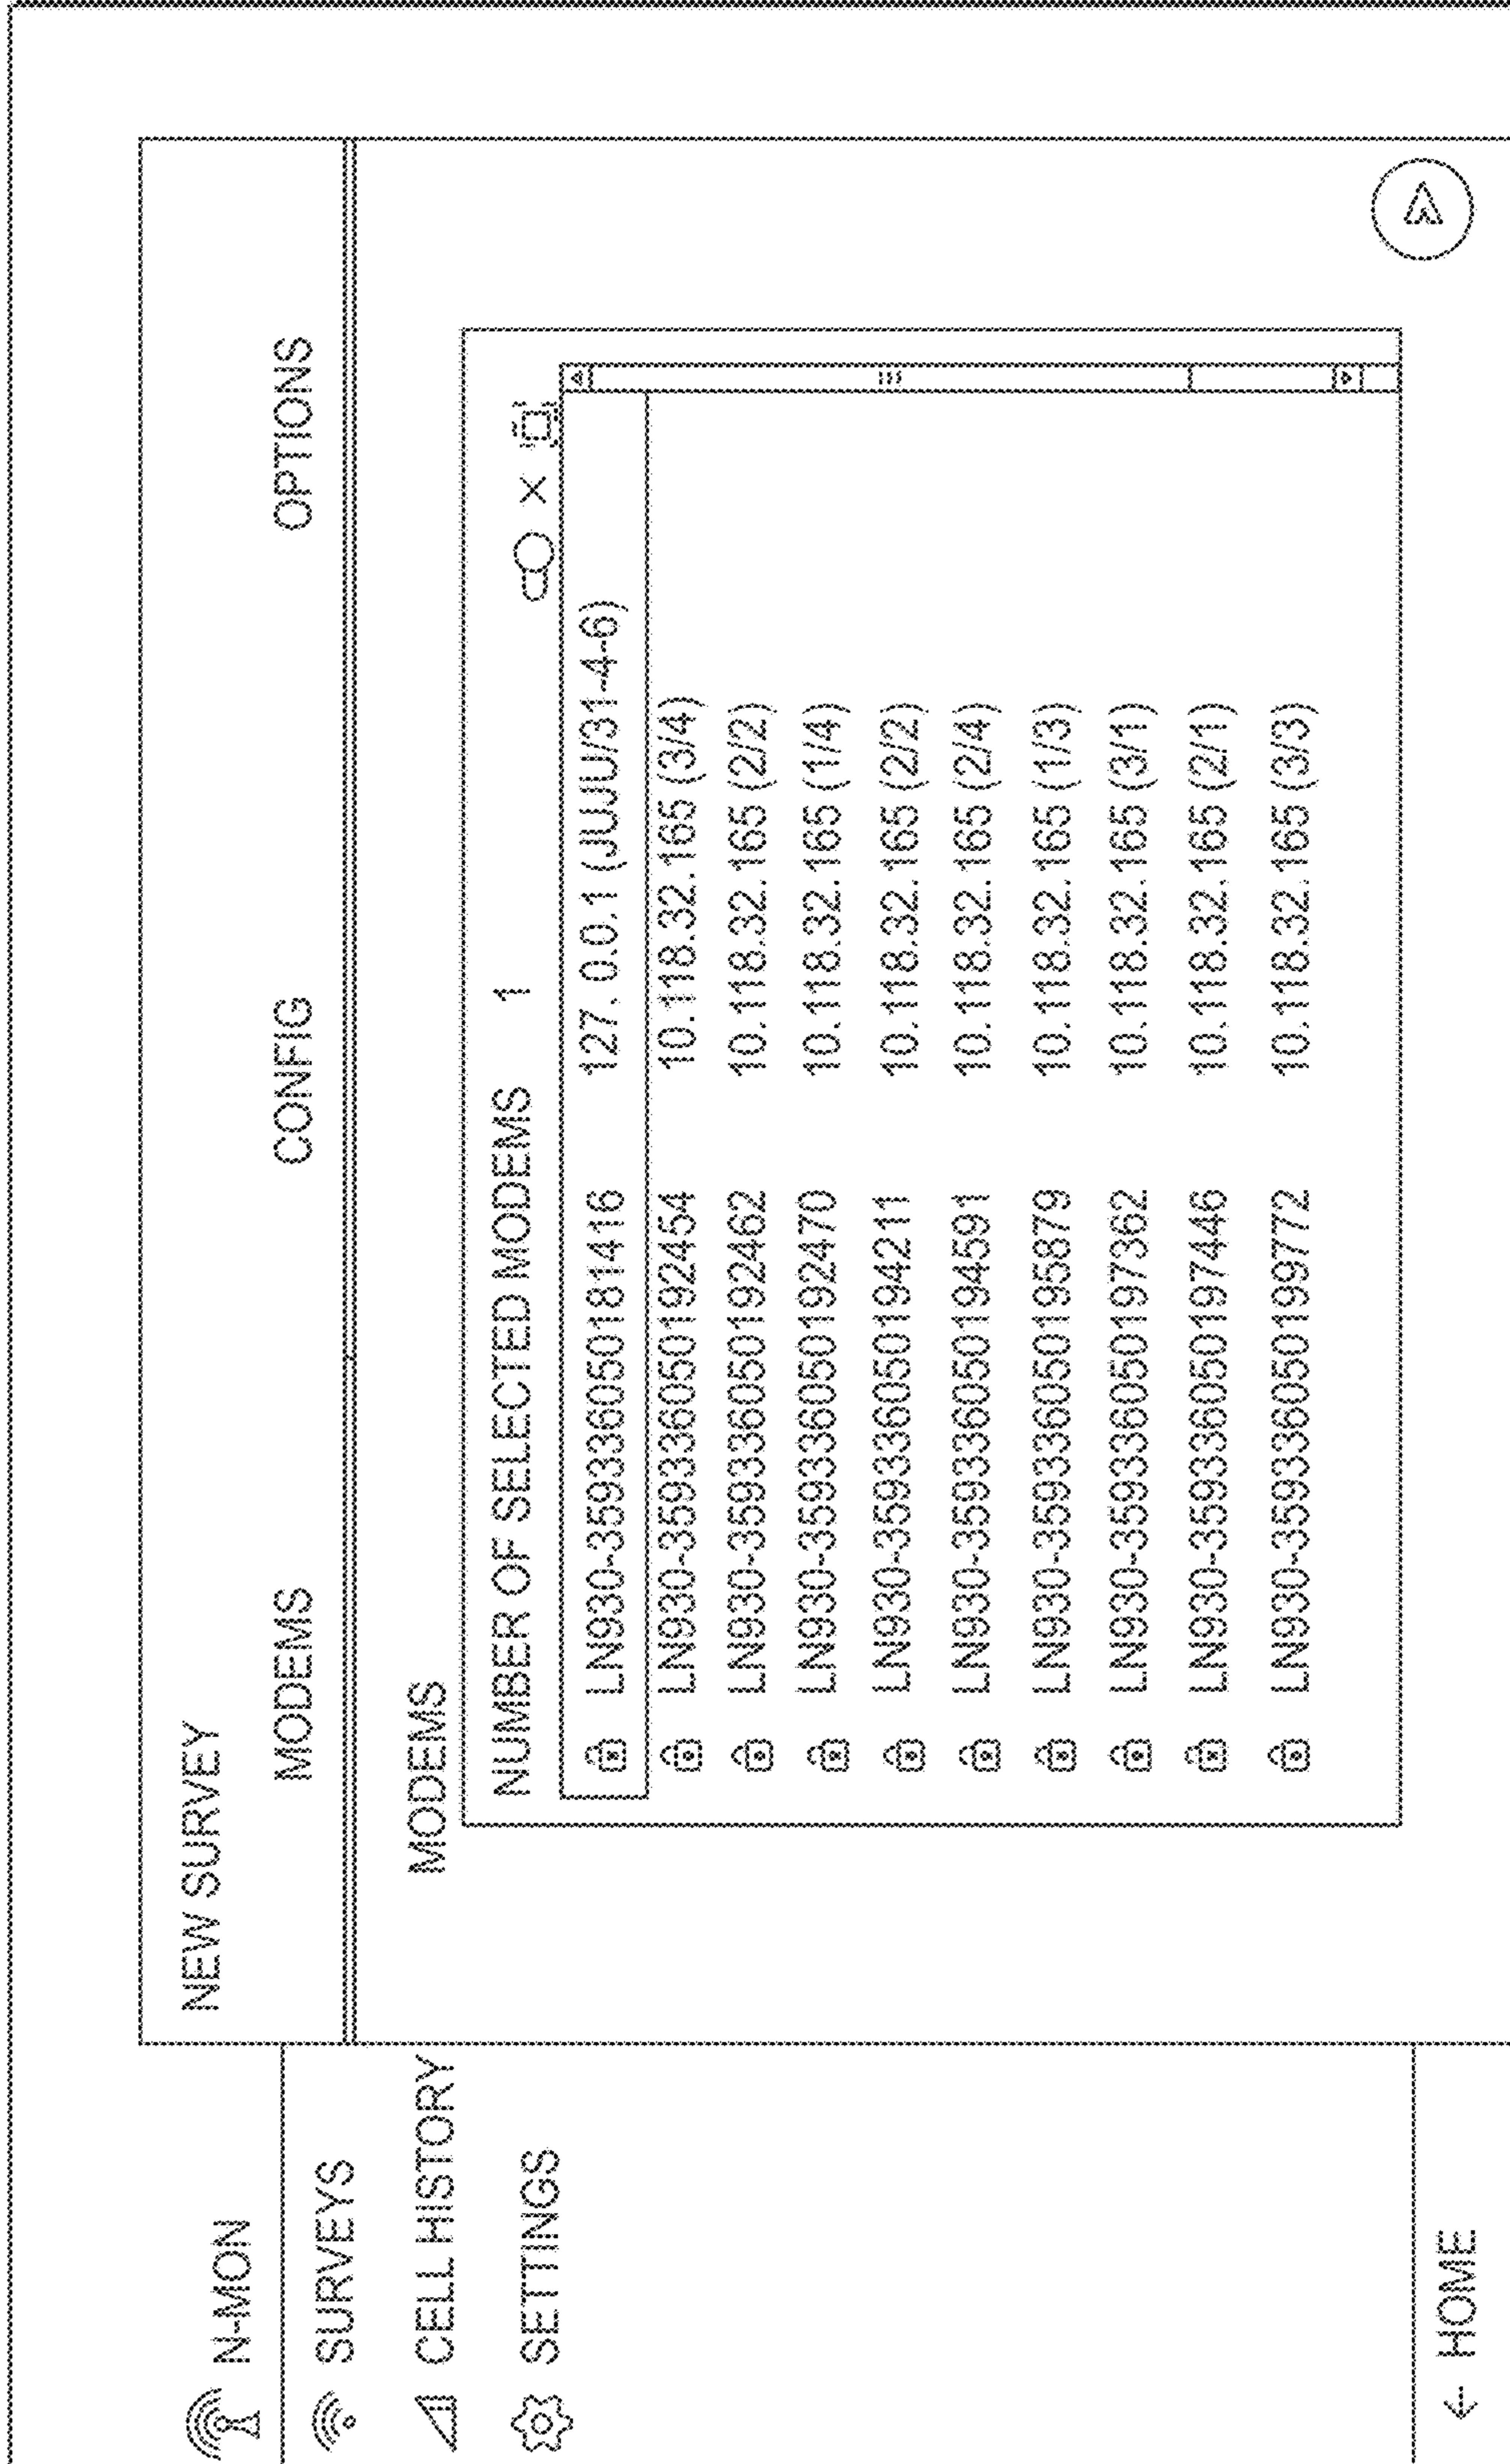 N-MON
SURVEYS
CELL HISTORY
SETTINGS
HOME
NEW SURVEY
MODEMS CONFIG OPTIONS
MODEMS
NUMBER OF SELECTED MODEMS 1
LN930-359336050181416 127. 0.0.1 (JUJU/31-4-6)
LN930-359336050192454 10.118.32.165 (3/4)
LN930-359336050192462 10.118.32.165 (2/2)
LN930-359336050192470 10.118.32.165 (1/4)
LN930-359336050194211 10.118.32.165 (2/2)
LN930-359336050194591 10.118.32.165 (2/4)
LN930-359336050195879 10.118.32.165 (1/3)
LN930-359336050197362 10.118.32.165 (3/1)
LN930-359336050197446 10.118.32.165 (2/1)
LN930-359336050199772 10.118.32.165 (3/3)